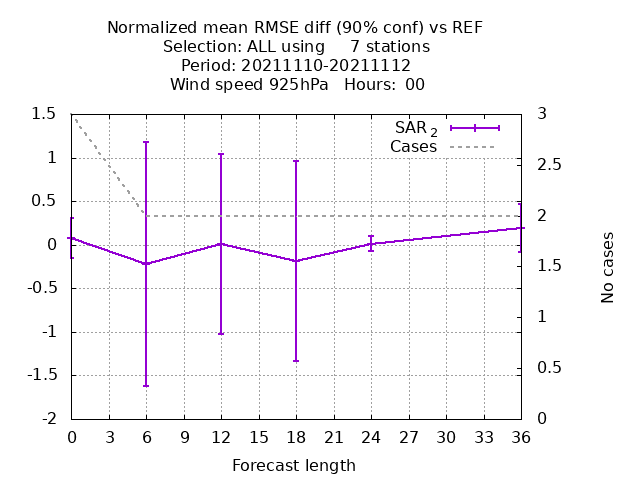 Normalized mean RMSE diff (90% conf) vs REF
Selection: ALL using     7 stations
Period: 20211110-20211112
Wind speed 925hPa   Hours:  00
1.5
1
0.5
0
-0.5
-1
-1.5
-2
3
2.5
2
1.5
1
0.5
0
SAR 2
Cases
No cases
0 3 6 9 12 15 18 21 24 27 30 33 36
Forecast length